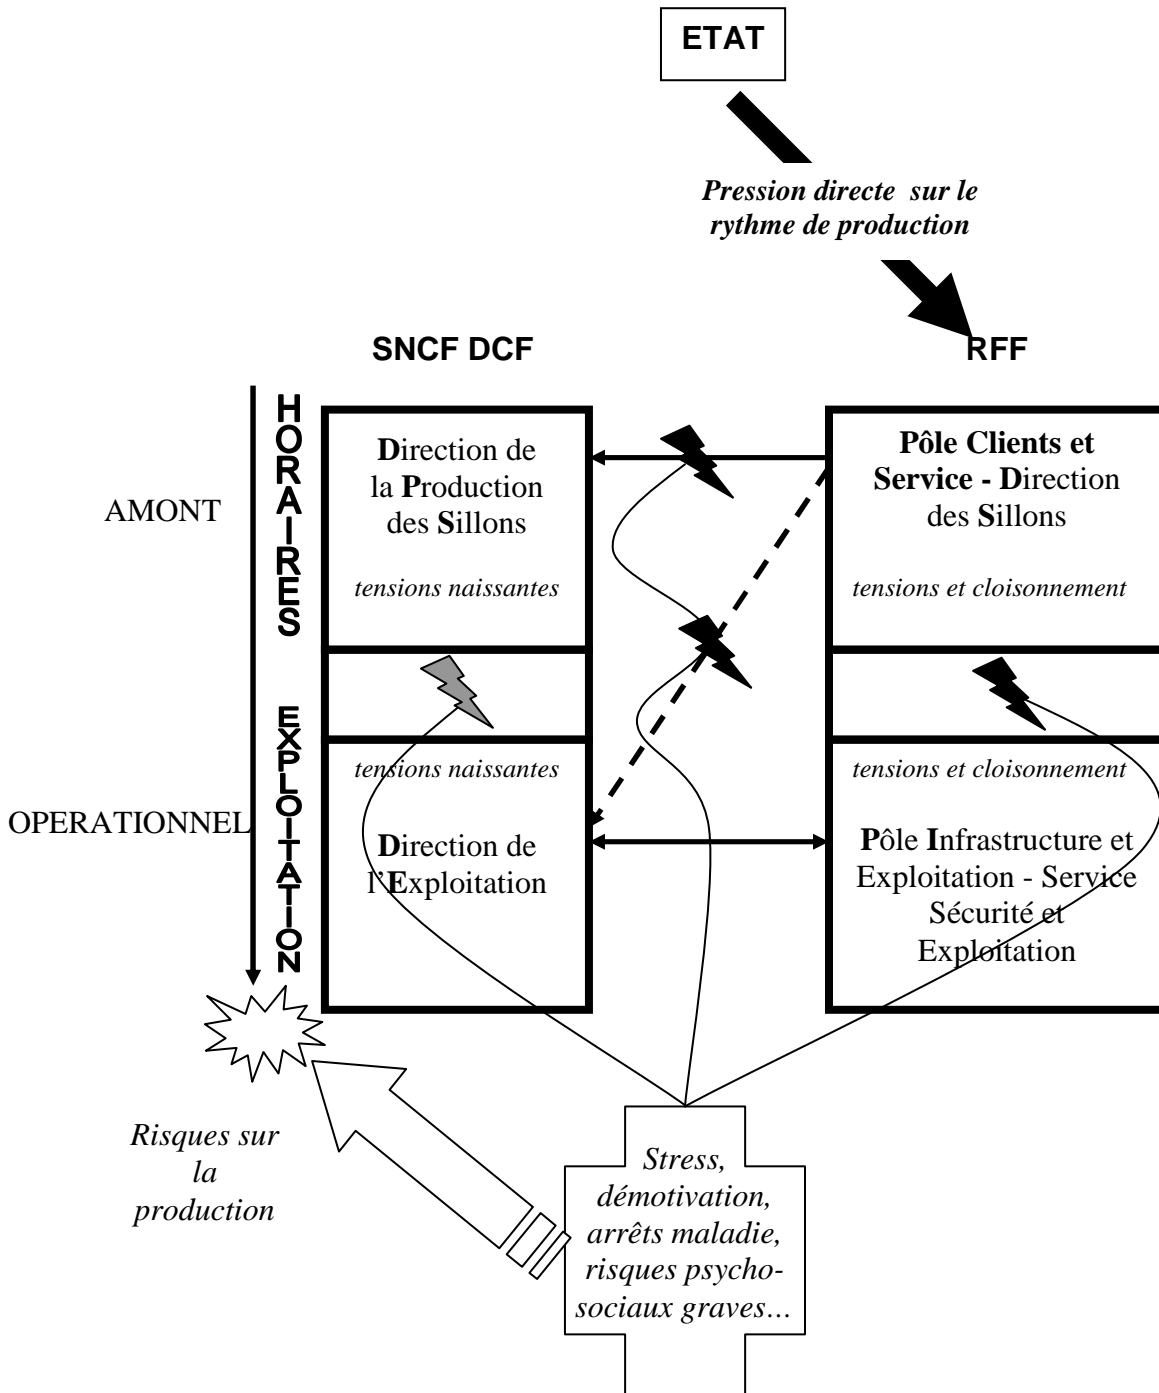 ETAT
Pression directe  sur le
rythme de production
SNCF DCF
RFF
HORAIRES
AMONT
Direction de
la Production
des Sillons
tensions naissantes
Pôle Clients et
Service - Direction
des Sillons
tensions et cloisonnement
EXPLOITATION
OPERATIONNEL
tensions naissantes
Direction de
l’Exploitation
tensions et cloisonnement
Pôle Infrastructure et
Exploitation - Service
Sécurité et
Exploitation
Risques sur
la
production
Stress,
démotivation,
arrêts maladie,
risques psycho-
sociaux graves…